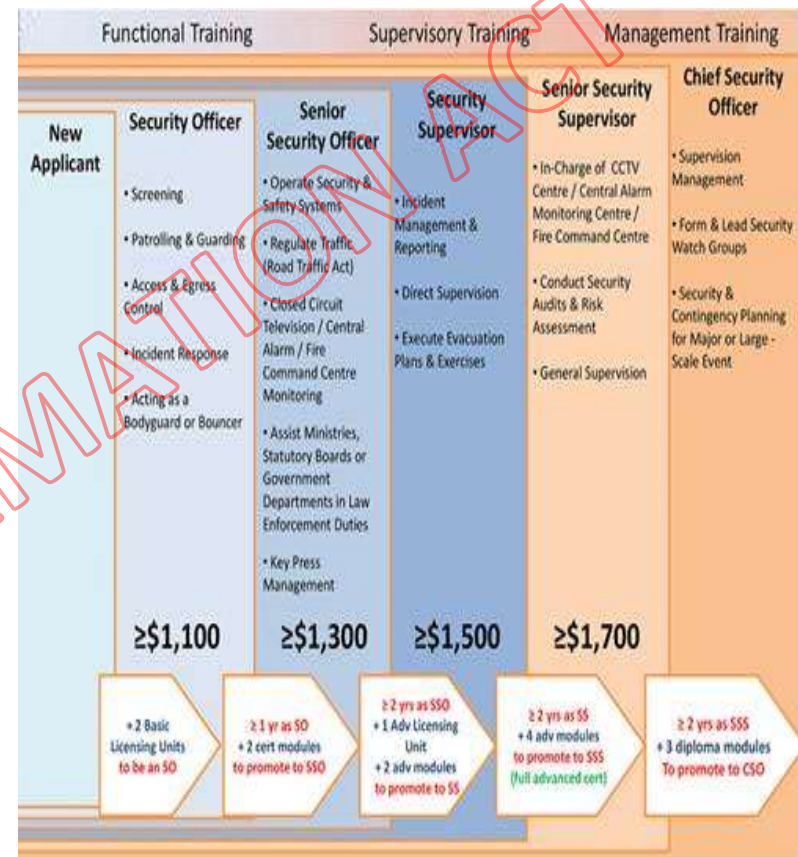 Functional Training
Supervisory Training
Management Training
New
Applicant
Security Officer
• Screening
• Patrolling & Guarding
• Access & Egress
Control
• Incident Response
• Acting as a
Bodyguard or Bouncer
≥$1,100
Senior
Security Officer
• Operate Security &
Safety Systems
• Regulate Traffic
(Road Traffic Act)
• Closed Circuit
Television / Central
Alarm / Fire
Command Centre
Monitoring
• Assist Ministries,
Statutory Boards or
Government
Departments in Law
Enforcement Duties
• Key Press
Management
≥$1,300
Security
Supervisor
• Incident
Management &
Reporting
• Direct Supervision
• Execute Evacuation
Plans & Exercises
≥$1,500
Senior Security
Supervisor
• In-Charge of CCTV
Centre / Central Alarm
Monitoring Centre /
Fire Command Centre
• Conduct Security
Audits & Risk
Assessment
• General Supervision
≥$1,700
Chief Security
Officer
• Supervision
Management
• Form & Lead Security
Watch Groups
• Security &
Contingency Planning
for Major or Large -
Scale Event
+ 2 Basic
Licensing Units
to be an SO
≥ 1 yr as SO
+ 2 cert modules
to promote to SSO
≥ 2 yrs as SSO
+ 1 Adv Licensing
Unit
+ 2 adv modules
to promote to SS
≥ 2 yrs as SS
+ 4 adv modules
to promote to SSS
(full advanced cert)
≥ 2 yrs as SSS
+ 3 diploma modules
To promote to CSO
MATION ACT